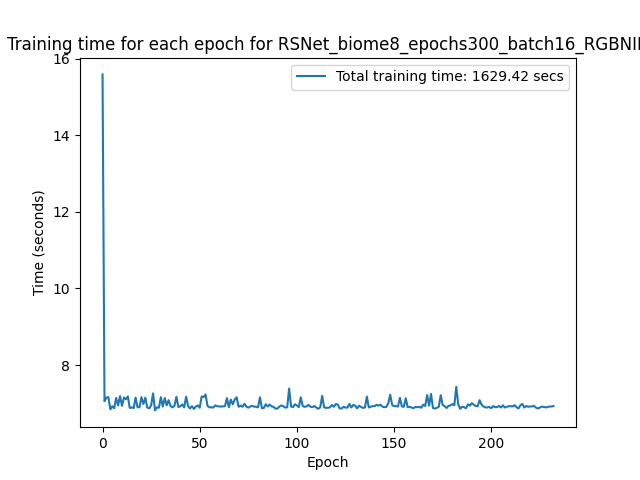 Training time for each epoch for RSNet_biome8_epochs300_batch16_RGBNI
Total training time: 1629.42 secs
16
14
12
10
8
Time (seconds)
0 50 100 150 200
Epoch